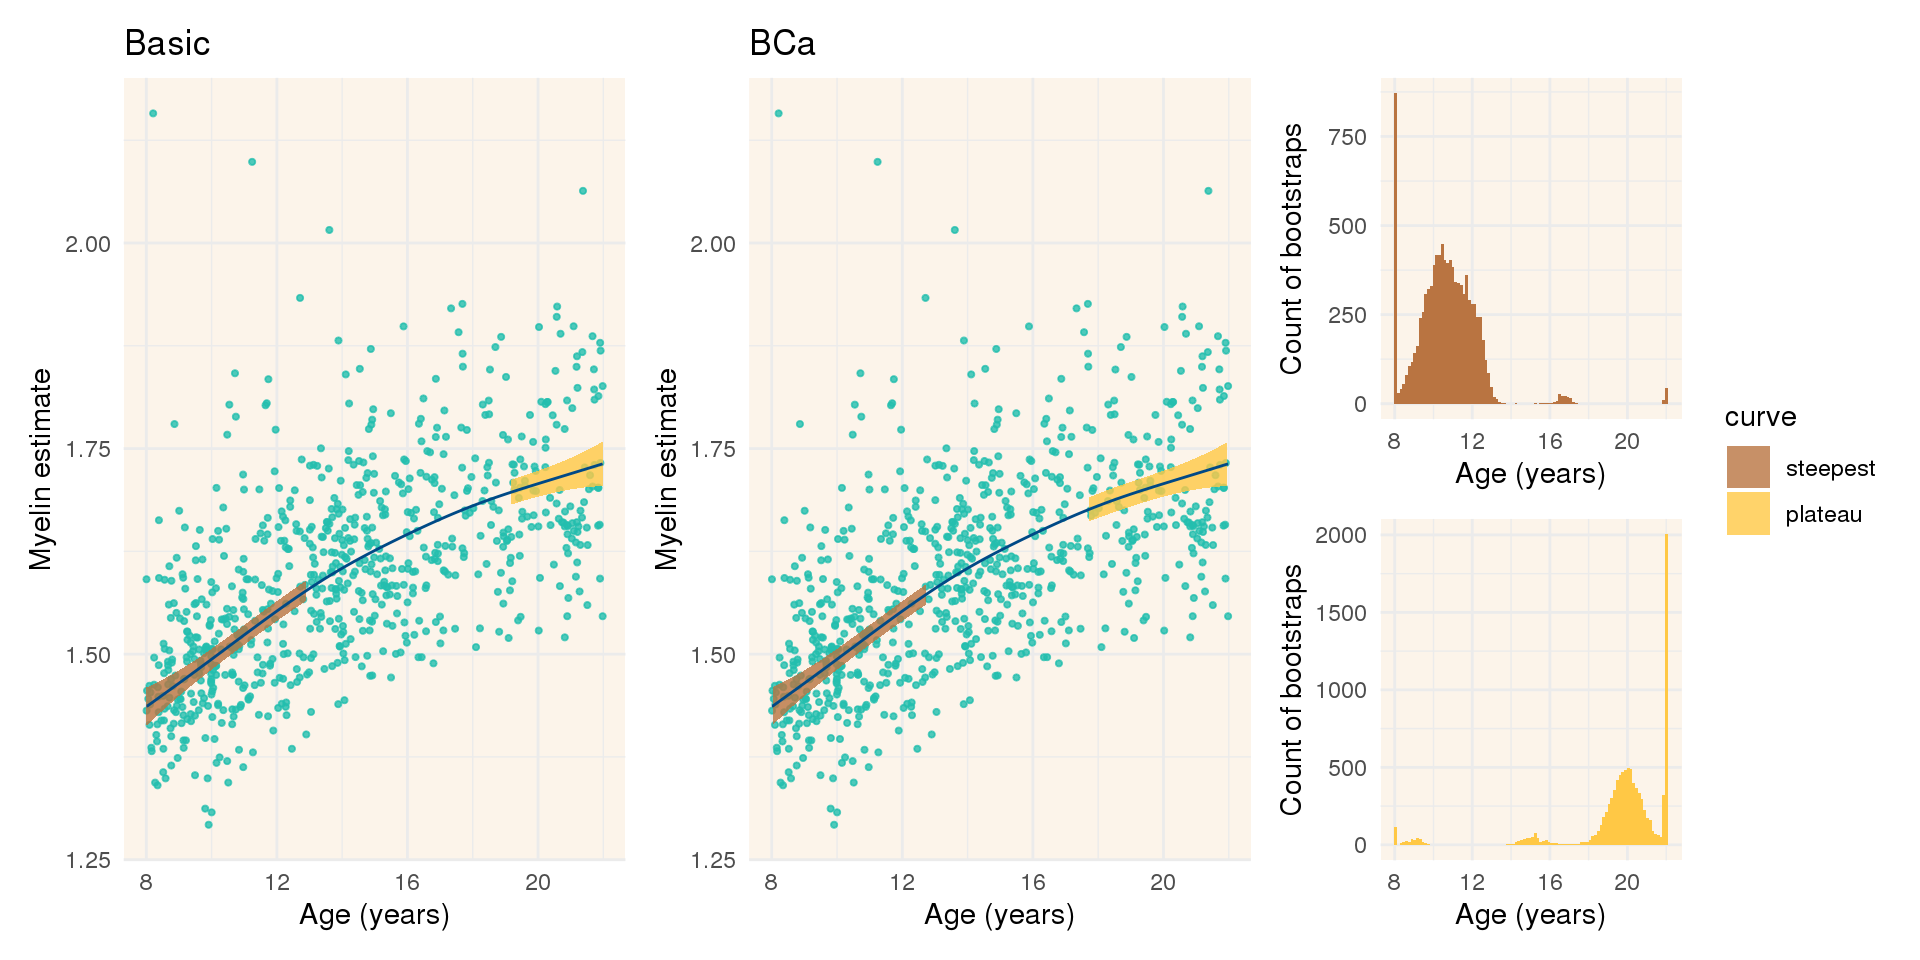 Basic
BCa
Myelin estimate
2.00
1.75
1.50
1.25
8 12 16 20
Age (years)
Myelin estimate
2.00
1.75
1.50
1.25
8 12 16 20
Age (years)
Count of bootstraps
750
500
250
0
8 12 16 20
Age (years)
Count of bootstraps
2000
1500
1000
500
0
8 12 16 20
Age (years)
curve
steepest
plateau